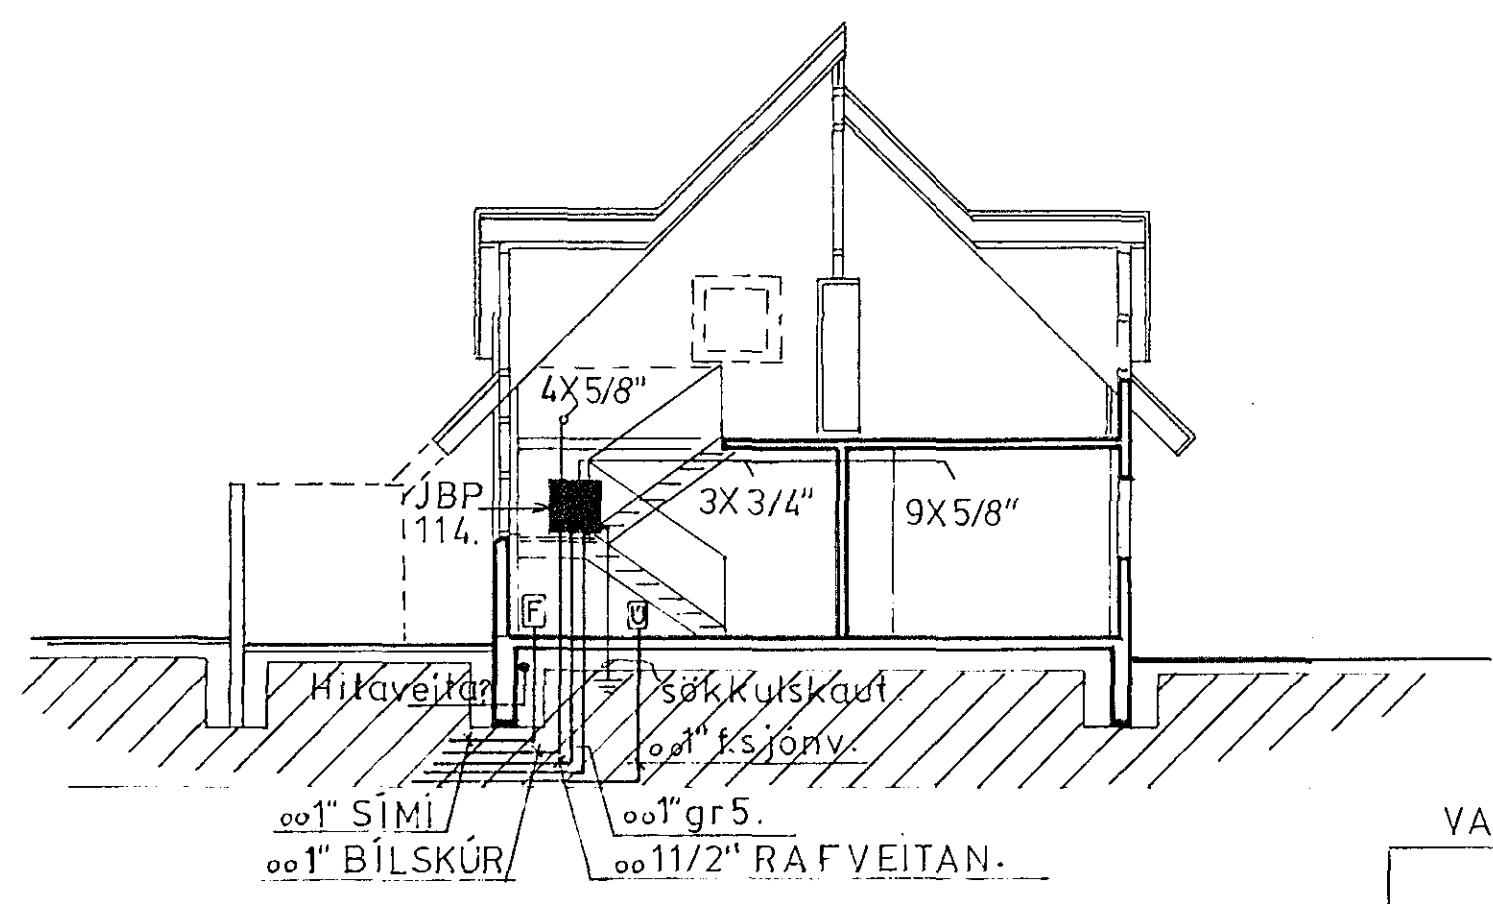 4X5/8"
JBP
114.
3X3/4"
9X5/8"
F
U
Hitaveita?
sökkulskaut.
oo1" f.sjónv.
oo1" SÍMI
oo1" gr5.
oo1" BÍLSKÚR
oo11/2" RAFVEITAN.
VA